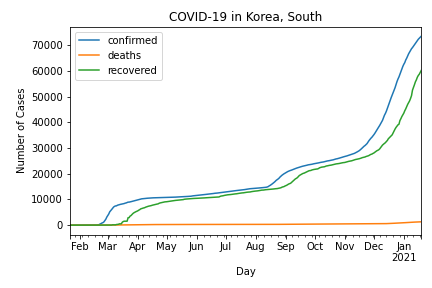 COVID-19 in Korea, South
confirmed
deaths
recovered
Number of Cases
70000
60000
50000
40000
30000
20000
10000
0
Feb Mar Apr May Jun Jul Aug Sep Oct Nov Dec Jan
2021
Day